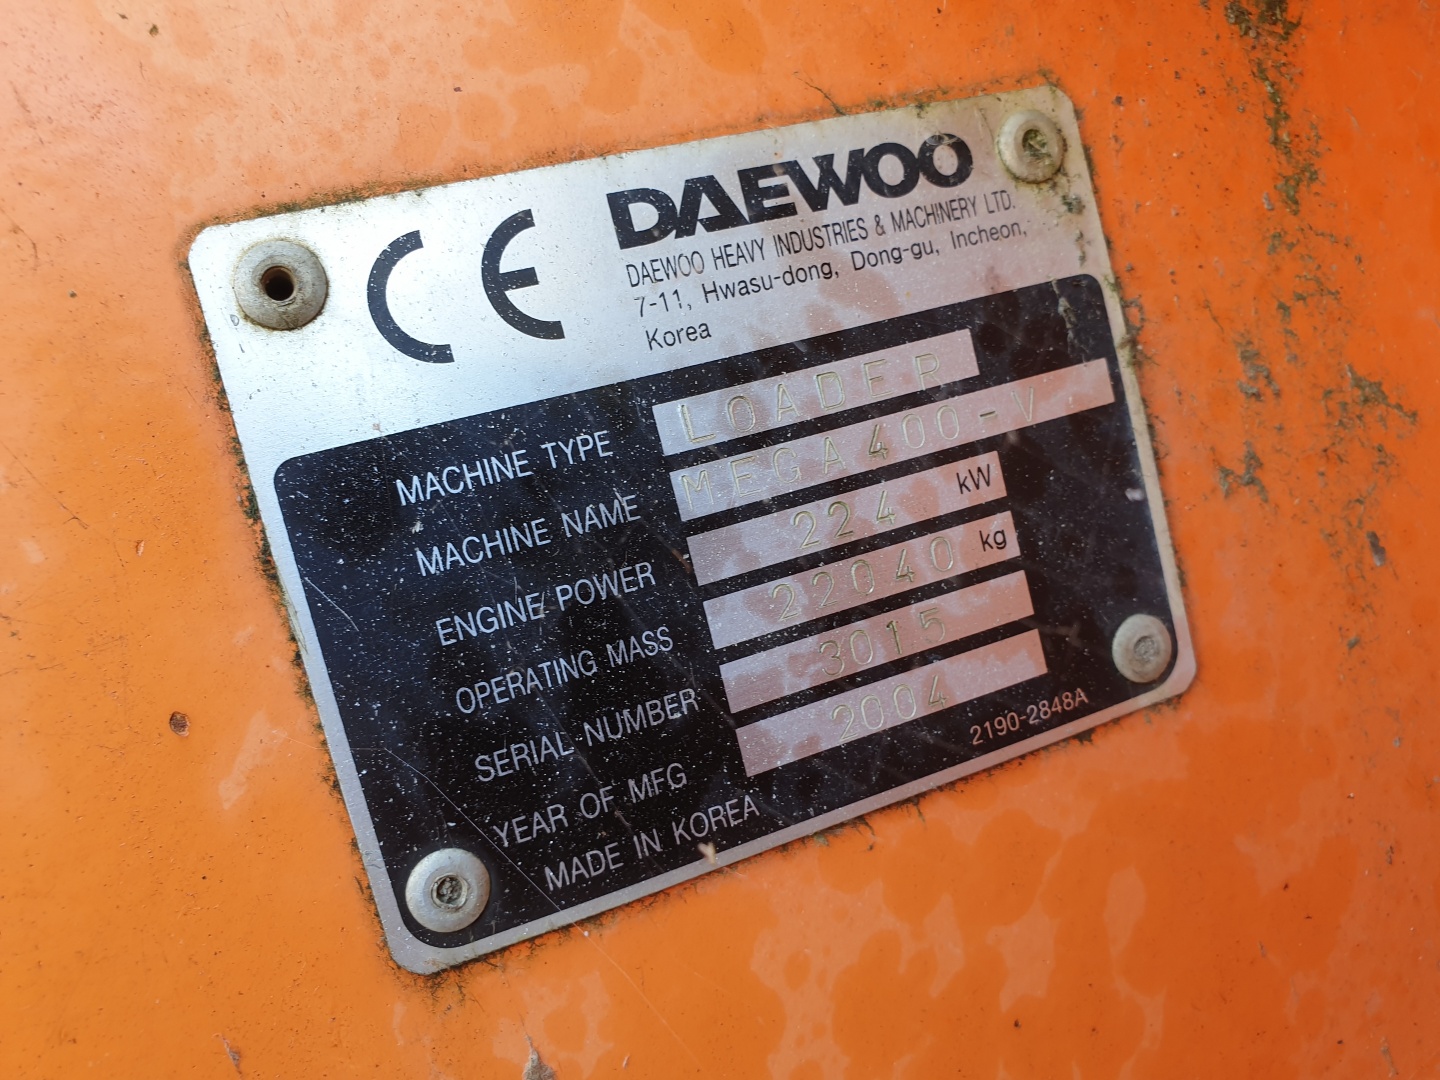 CE
DAEWOO
DAEWOO HEAVY INDUSTRIES & MACHINERY LTD.
7-11, Hwasu-dong, Dong-gu, Incheon,
Korea
MACHINE TYPE LOADER
MACHINE NAME MEGA400-V
ENGINE POWER 224 kW
OPERATING MASS 22040 kg
SERIAL NUMBER 3015
YEAR OF MFG 2004
MADE IN KOREA
2190-2848A